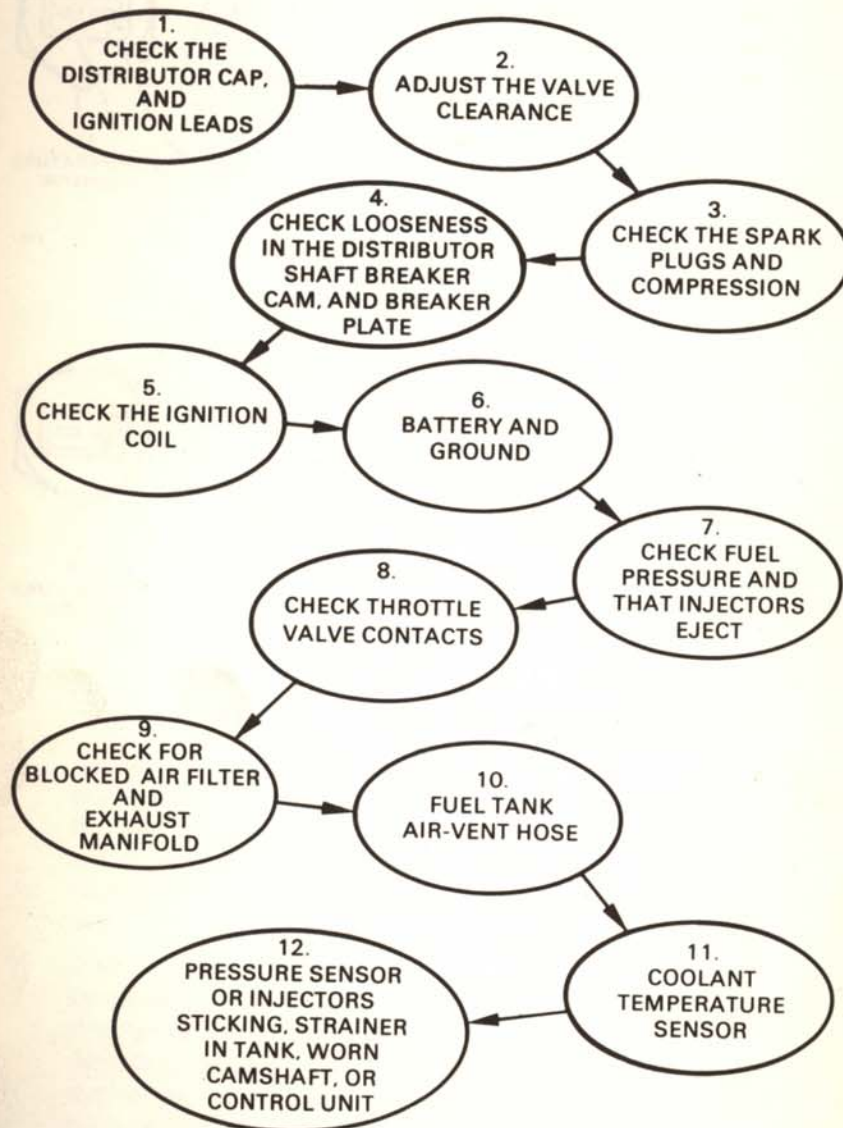 1.
CHECK THE
DISTRIBUTOR CAP,
AND
IGNITION LEADS
2.
ADJUST THE VALVE
CLEARANCE
3.
CHECK THE SPARK
PLUGS AND
COMPRESSION
4.
CHECK LOOSENESS
IN THE DISTRIBUTOR
SHAFT BREAKER
CAM, AND BREAKER
PLATE
5.
CHECK THE IGNITION
COIL
6.
BATTERY AND
GROUND
7.
CHECK FUEL
PRESSURE AND
THAT INJECTORS
EJECT
8.
CHECK THROTTLE
VALVE CONTACTS
9.
CHECK FOR
BLOCKED AIR FILTER
AND
EXHAUST
MANIFOLD
10.
FUEL TANK
AIR-VENT HOSE
11.
COOLANT
TEMPERATURE
SENSOR
12.
PRESSURE SENSOR
OR INJECTORS
STICKING, STRAINER
IN TANK, WORN
CAMSHAFT, OR
CONTROL UNIT